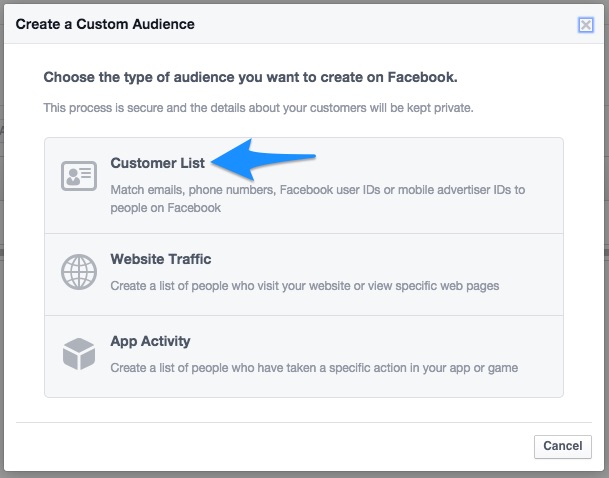 Create a Custom Audience
Choose the type of audience you want to create on Facebook.
This process is secure and the details about your customers will be kept private.
Customer List
Match emails, phone numbers, Facebook user IDs or mobile advertiser IDs to
people on Facebook
Website Traffic
Create a list of people who visit your website or view specific web pages
App Activity
Create a list of people who have taken a specific action in your app or game
Cancel